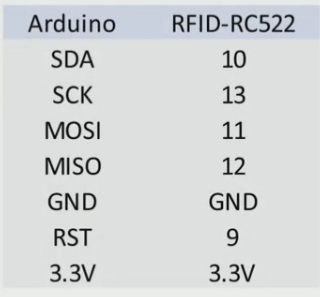 Arduino RFID-RC522
SDA 10
SCK 13
MOSI 11
MISO 12
GND GND
RST 9
3.3V 3.3V